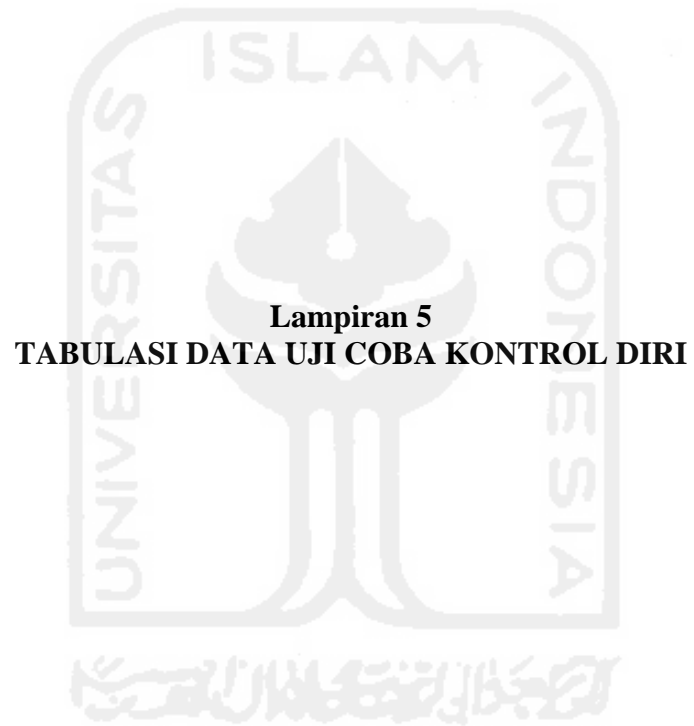 ISLAM
UNIVERSITAS
INDONESIA
Lampiran 5
TABULASI DATA UJI COBA KONTROL DIRI